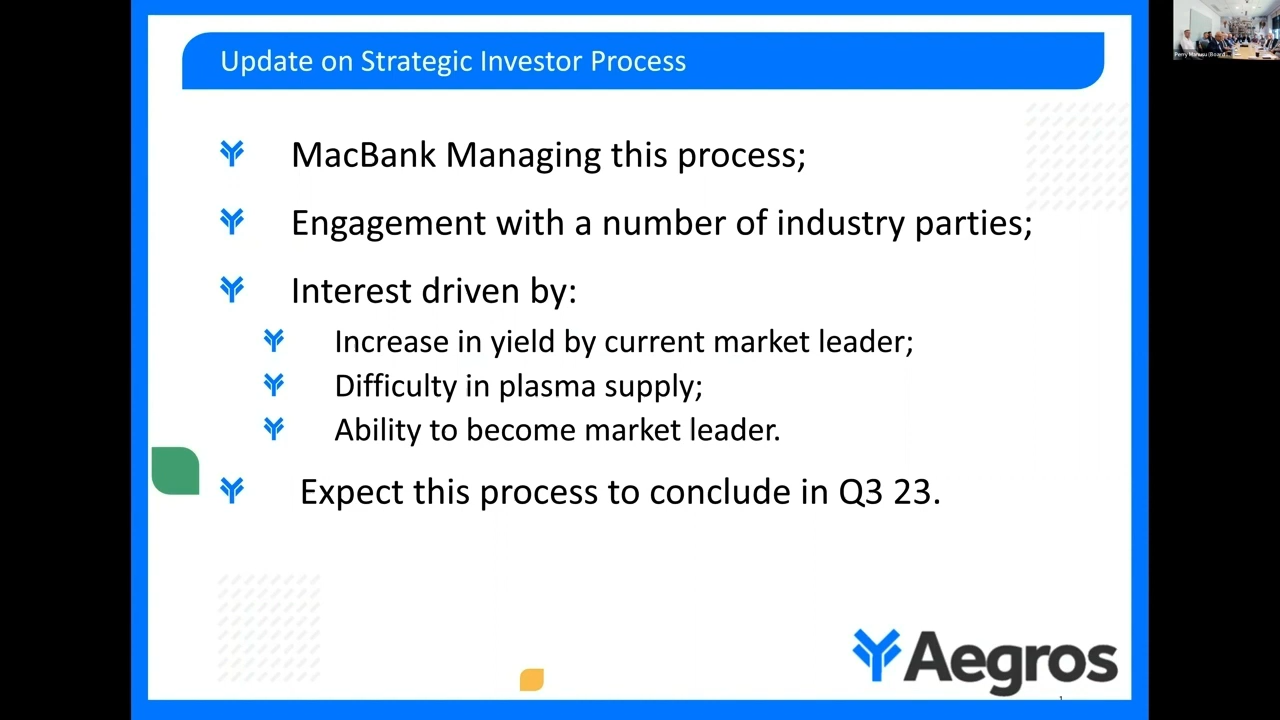 Update on Strategic Investor Process
MacBank Managing this process;
Engagement with a number of industry parties;
Interest driven by:
Increase in yield by current market leader;
Difficulty in plasma supply;
Ability to become market leader.
Expect this process to conclude in Q3 23.
Aegros
1